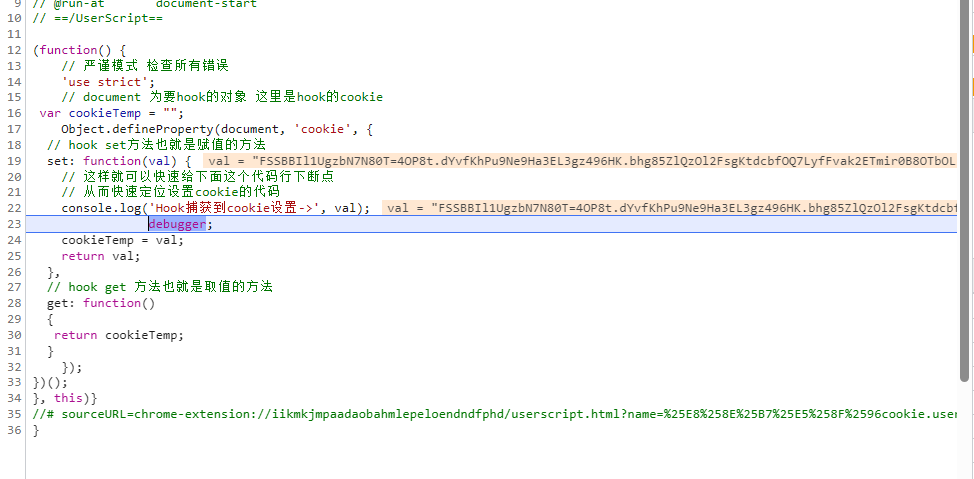 9 // @run-at document-start
10 // ==/UserScript==
11
12 (function() {
13 // 严谨模式 检查所有错误
14 'use strict';
15 // document 为要hook的对象 这里是hook的cookie
16 var cookieTemp = "";
17 Object.defineProperty(document, 'cookie', {
18 // hook set方法也就是赋值的方法
19 set: function(val) { val = "FSSBBIl1UgzbN7N80T=4OP8t.dYvfKhPu9Ne9Ha3EL3gz496HK.bhg85ZlQzOl2FsgKtdcbfOQ7LyfFvak2ETmir0B8OTbOL
20 // 这样就可以快速给下面这个代码行下断点
21 // 从而快速定位设置cookie的代码
22 console.log('Hook捕获到cookie设置->', val); val = "FSSBBIl1UgzbN7N80T=4OP8t.dYvfKhPu9Ne9Ha3EL3gz496HK.bhg85ZlQzOl2FsgKtdcbf
23 debugger;
24 cookieTemp = val;
25 return val;
26 },
27 // hook get 方法也就是取值的方法
28 get: function()
29 {
30 return cookieTemp;
31 }
32 });
33 })();
34 }, this)}
35 //# sourceURL=chrome-extension://iikmkjmpaadaobahmlepeloendndfphd/userscript.html?name=%25E8%258E%25B7%25E5%258F%2596cookie.use
36 }